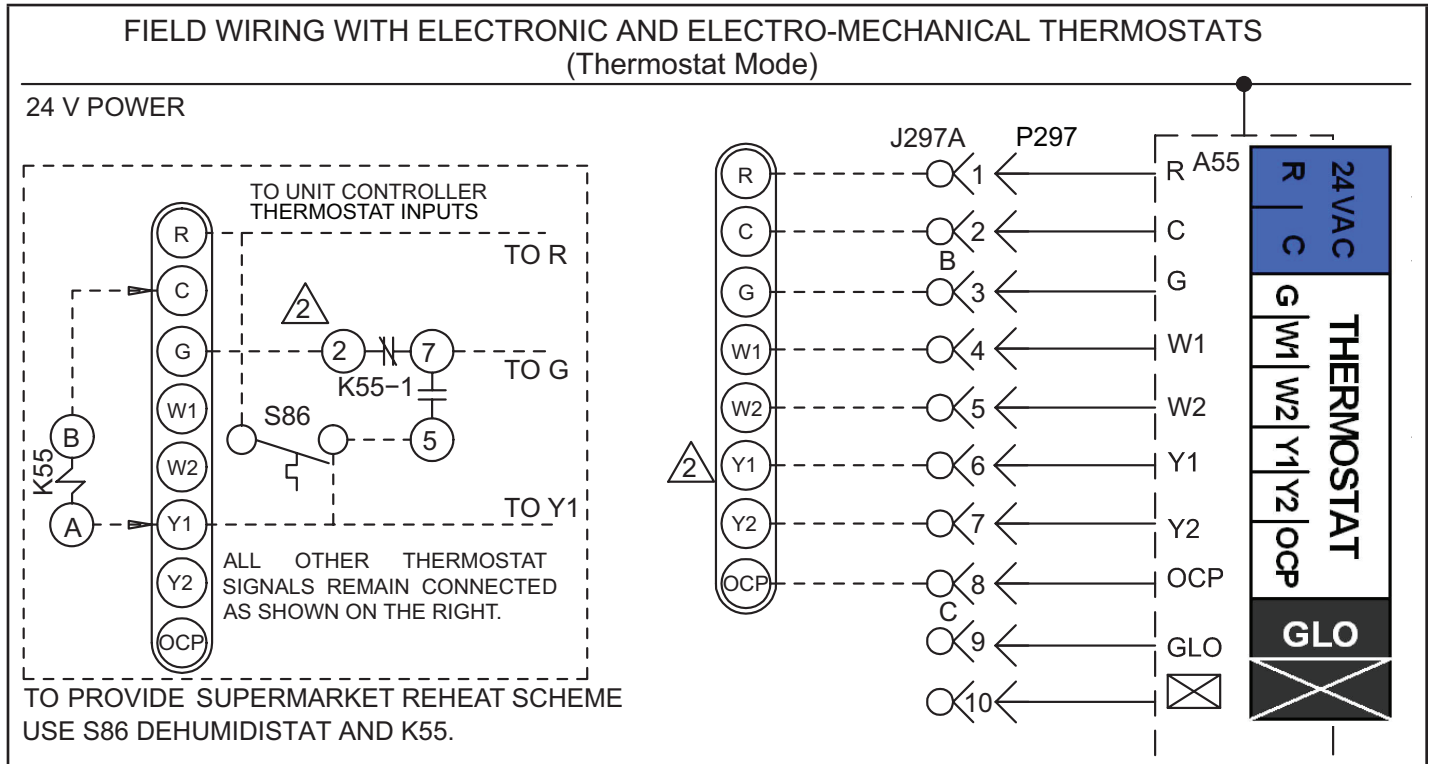 FIELD WIRING WITH ELECTRONIC AND ELECTRO-MECHANICAL THERMOSTATS
(Thermostat Mode)
24 V POWER
TO UNIT CONTROLLER
THERMOSTAT INPUTS
R
TO R
C
2
G
2
7
TO G
K55−1
W1
S86
5
B
K55
W2
A
Y1
TO Y1
Y2
ALL OTHER THERMOSTAT
SIGNALS REMAIN CONNECTED
AS SHOWN ON THE RIGHT.
OCP
TO PROVIDE SUPERMARKET REHEAT SCHEME
USE S86 DEHUMIDISTAT AND K55.
J297A
P297
R
1
R
A55
C
2
C
B
G
3
G
W1
4
W1
W2
5
W2
2
Y1
6
Y1
Y2
7
Y2
OCP
8
OCP
C
9
GLO
10
24VAC
R
C
THERMOSTAT
G
W1
W2
Y1
Y2
OCP
GLO